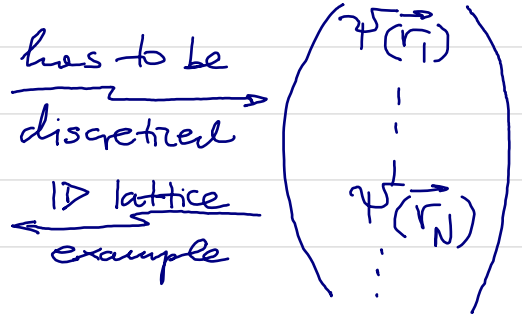 has to be
discretized
1D lattice
example
ψ(r⃗₁)
⋮
ψ(r⃗_N)
⋮